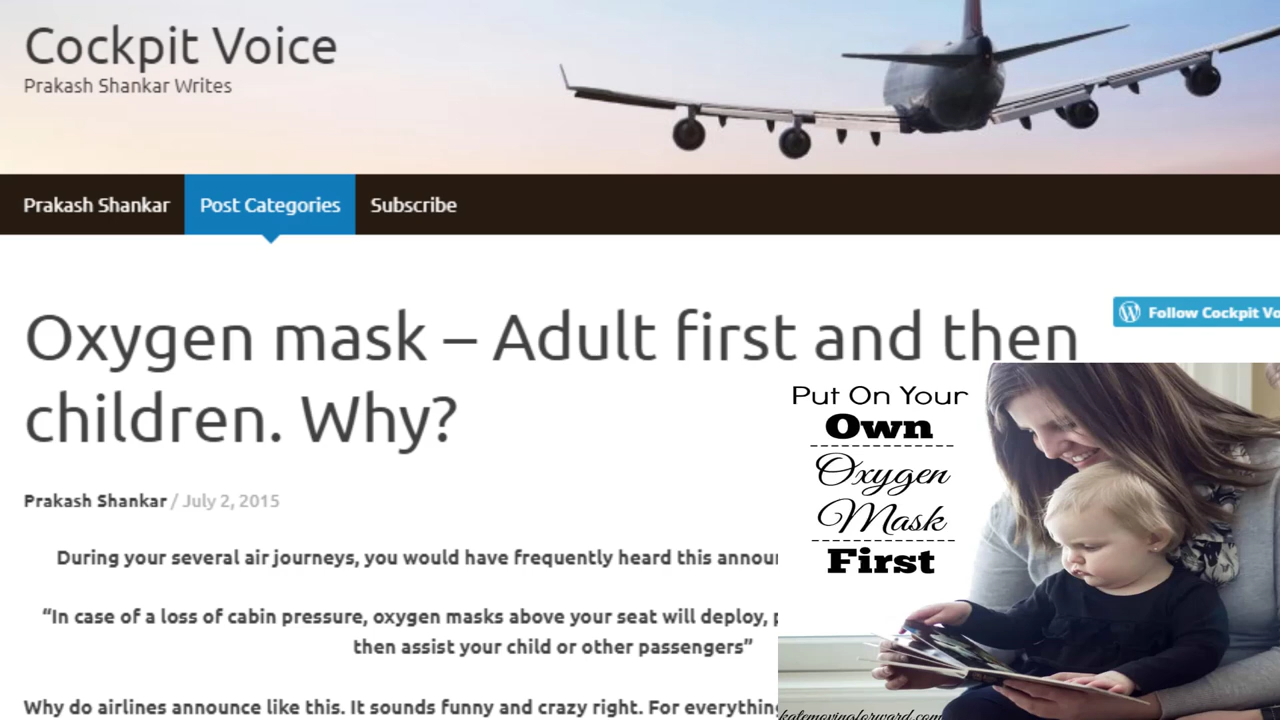 Cockpit Voice
Prakash Shankar Writes
Prakash Shankar Post Categories Subscribe
Follow Cockpit Vo
Oxygen mask – Adult first and then
children. Why?
Prakash Shankar / July 2, 2015
During your several air journeys, you would have frequently heard this annou
“In case of a loss of cabin pressure, oxygen masks above your seat will deploy, p
then assist your child or other passengers”
Why do airlines announce like this. It sounds funny and crazy right. For everything
Put On Your
Own
Oxygen
Mask
First
katemovingforward.com